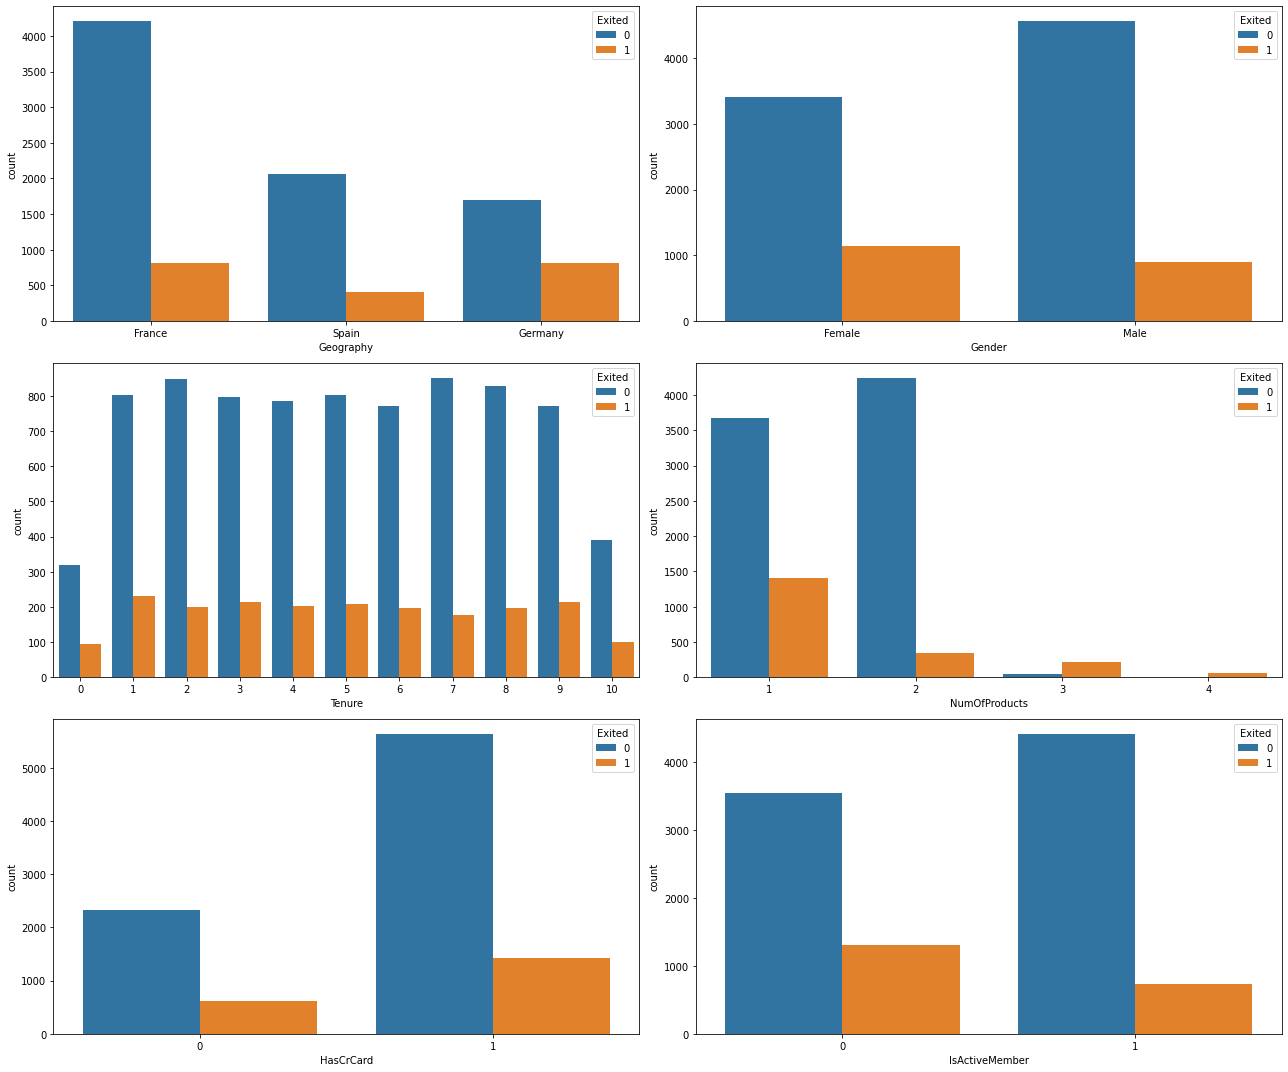 Exited
0
1
4000
3500
3000
2500
2000
1500
1000
500
0
count
France
Spain
Germany
Geography
Exited
0
1
4000
3000
2000
1000
0
count
Female
Male
Gender
Exited
0
1
800
700
600
500
400
300
200
100
0
count
0 1 2 3 4 5 6 7 8 9 10
Tenure
Exited
0
1
4000
3500
3000
2500
2000
1500
1000
500
0
count
1 2 3 4
NumOfProducts
Exited
0
1
5000
4000
3000
2000
1000
0
count
0 1
HasCrCard
Exited
0
1
4000
3000
2000
1000
0
count
0 1
IsActiveMember